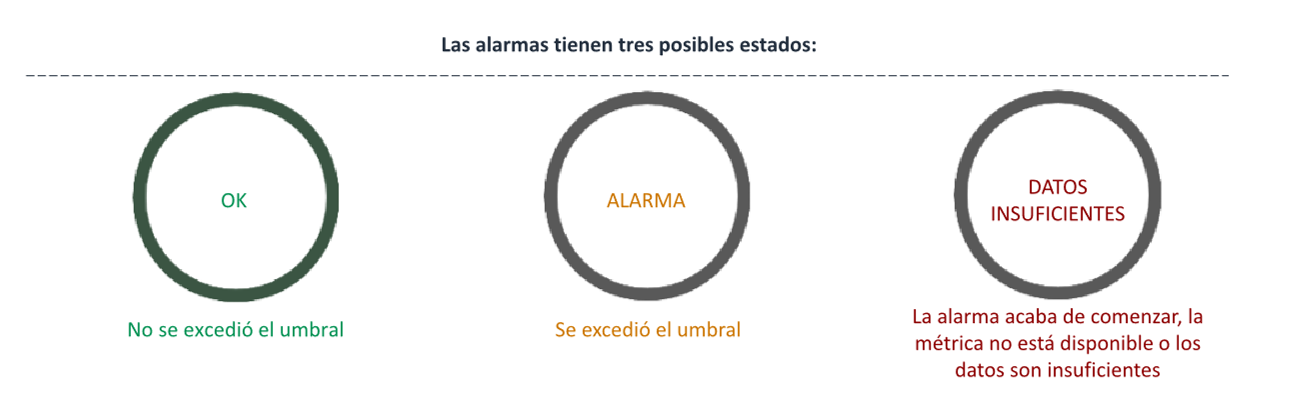 Las alarmas tienen tres posibles estados:
OK
ALARMA
DATOS
INSUFICIENTES
No se excedió el umbral
Se excedió el umbral
La alarma acaba de comenzar, la
métrica no está disponible o los
datos son insuficientes